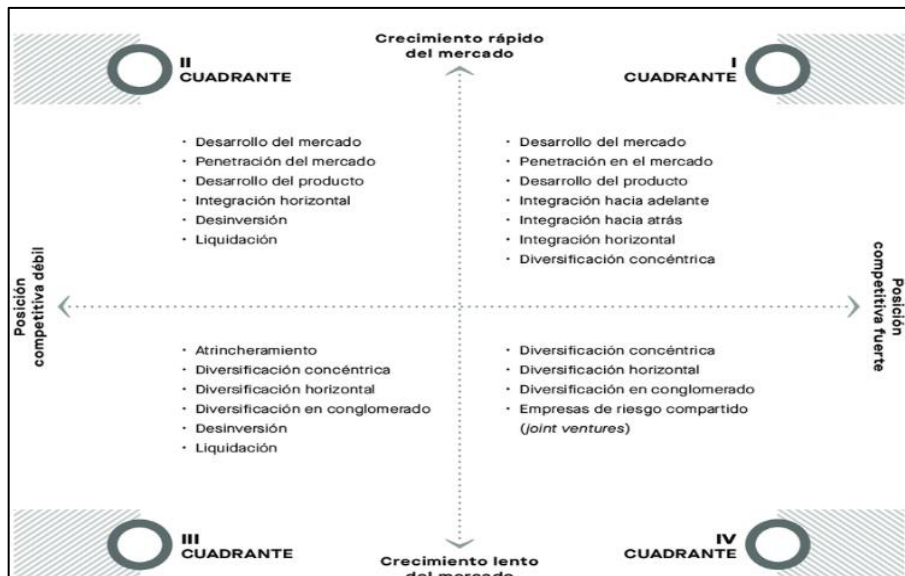 Crecimiento rápido
del mercado
II
CUADRANTE
I
CUADRANTE
· Desarrollo del mercado
· Penetración del mercado
· Desarrollo del producto
· Integración horizontal
· Desinversión
· Liquidación
· Desarrollo del mercado
· Penetración en el mercado
· Desarrollo del producto
· Integración hacia adelante
· Integración hacia atrás
· Integración horizontal
· Diversificación concéntrica
Posición
competitiva débil
Posición
competitiva fuerte
· Atrincheramiento
· Diversificación concéntrica
· Diversificación horizontal
· Diversificación en conglomerado
· Desinversión
· Liquidación
· Diversificación concéntrica
· Diversificación horizontal
· Diversificación en conglomerado
· Empresas de riesgo compartido
(joint ventures)
III
CUADRANTE
IV
CUADRANTE
Crecimiento lento
del mercado